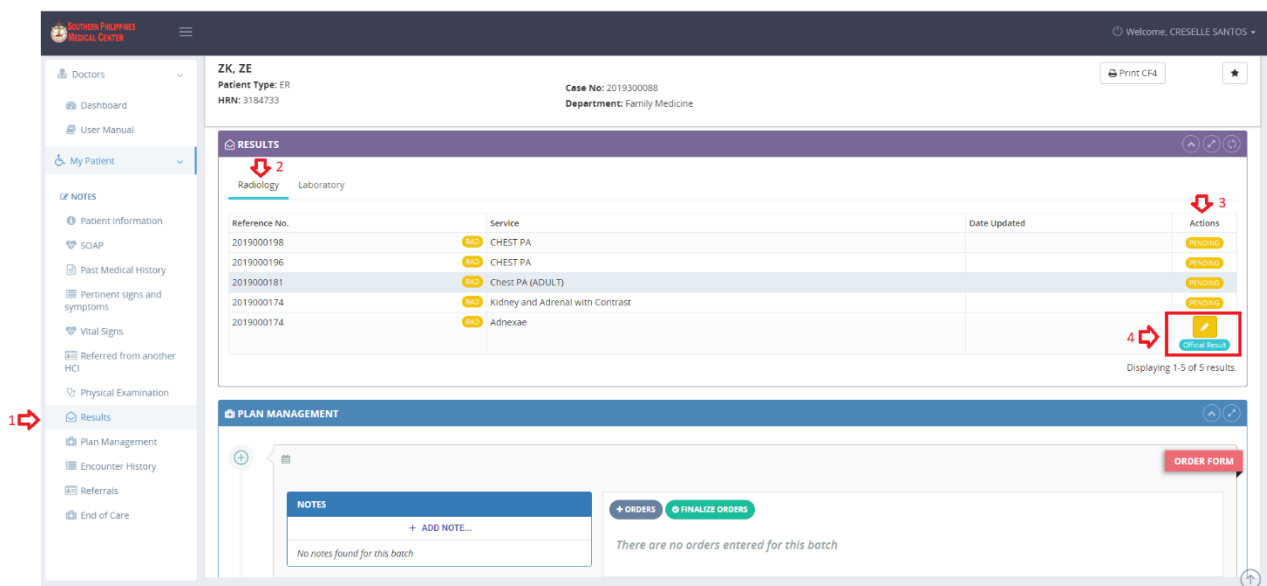 SOUTHERN PHILIPPINES
MEDICAL CENTER
Welcome, CRESELLE SANTOS
Doctors
Dashboard
User Manual
My Patient
NOTES
Patient Information
SOAP
Past Medical History
Pertinent signs and
symptoms
Vital Signs
Referred from another
HCI
Physical Examination
1
Results
Plan Management
Encounter History
Referrals
End of Care
ZK, ZE
Patient Type: ER
HRN: 3184733
Case No: 2019300088
Department: Family Medicine
Print CF4
RESULTS
2
Radiology Laboratory
3
Reference No. Service Date Updated Actions
2019000198 RAD CHEST PA PENDING
2019000196 RAD CHEST PA PENDING
2019000181 RAD Chest PA (ADULT) PENDING
2019000174 RAD Kidney and Adrenal with Contrast PENDING
2019000174 RAD Adnexae
4
Official Result
Displaying 1-5 of 5 results.
PLAN MANAGEMENT
ORDER FORM
NOTES
+ ADD NOTE...
No notes found for this batch
+ ORDERS FINALIZE ORDERS
There are no orders entered for this batch